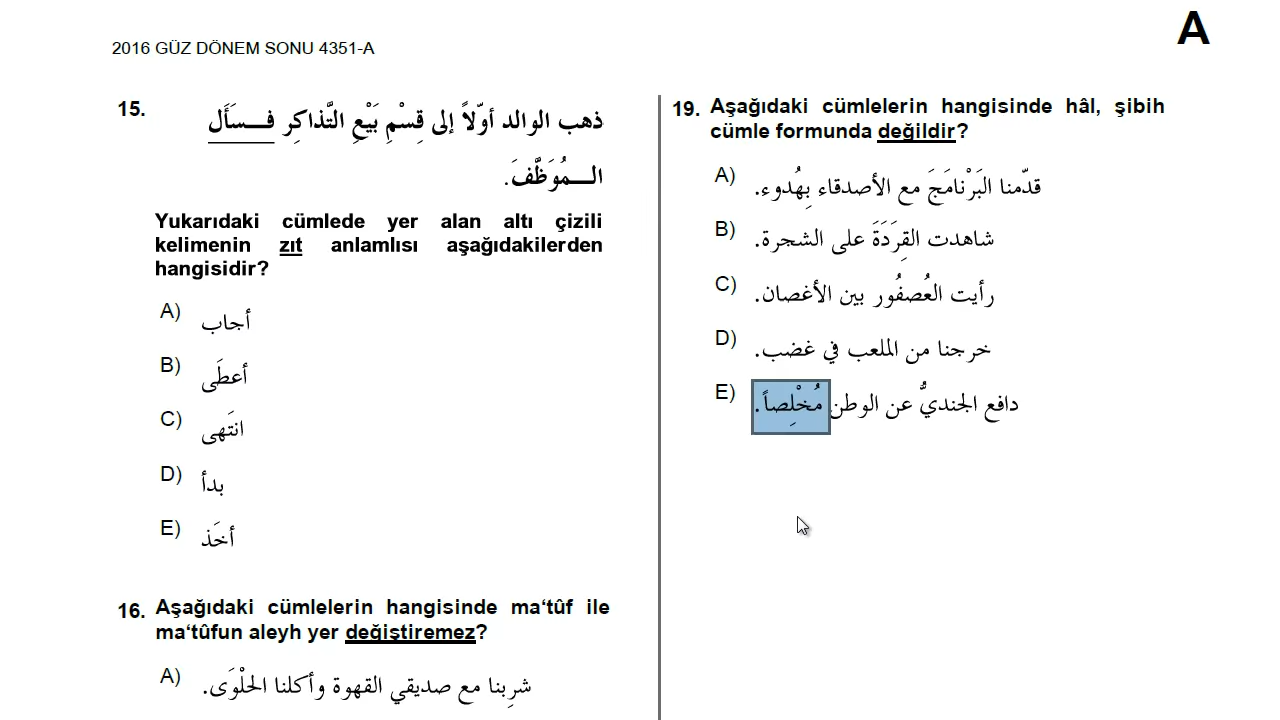 2016 GÜZ DÖNEM SONU 4351-A
A
15.
ذهب الوالد أوّلاً إلى قِسْمِ بَيْعِ التَّذاكِر فــسَأَل
الــمُوَظَّفَ.
Yukarıdaki cümlede yer alan altı çizili
kelimenin zıt anlamlısı aşağıdakilerden
hangisidir?
A) أجاب
B) أعطَى
C) انتَهى
D) بدأ
E) أخَذ
16. Aşağıdaki cümlelerin hangisinde ma‘tûf ile
ma‘tûfun aleyh yer değiştiremez?
A) شرِبنا مع صديقي القهوة وأكلنا الحلْوَى.
19. Aşağıdaki cümlelerin hangisinde hâl, şibih
cümle formunda değildir?
A) قدّمنا البَرْنامَجَ مع الأصدقاء بِهُدوء.
B) شاهدت القِرَدَةَ على الشجرة.
C) رأيت العُصفُور بين الأغصان.
D) خرجنا من الملعب في غضب.
E) دافع الجنديُّ عن الوطن مُخْلِصاً.